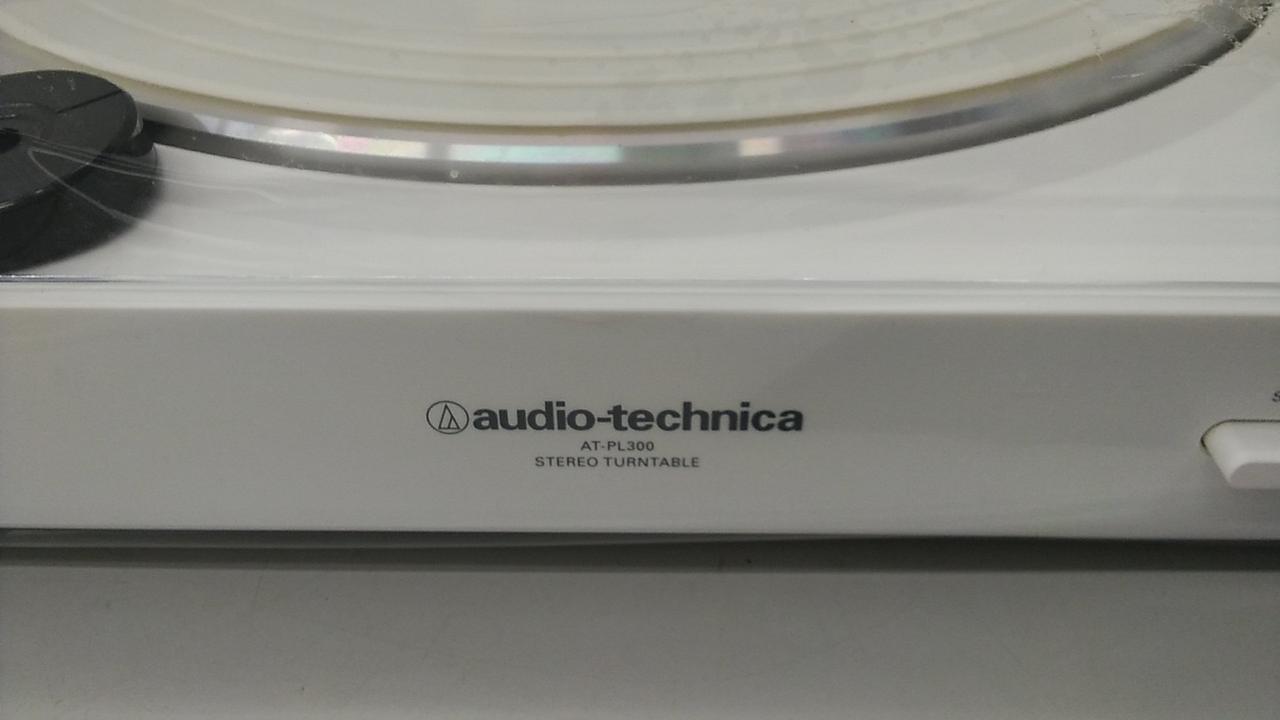 audio-technica
AT-PL300
STEREO TURNTABLE